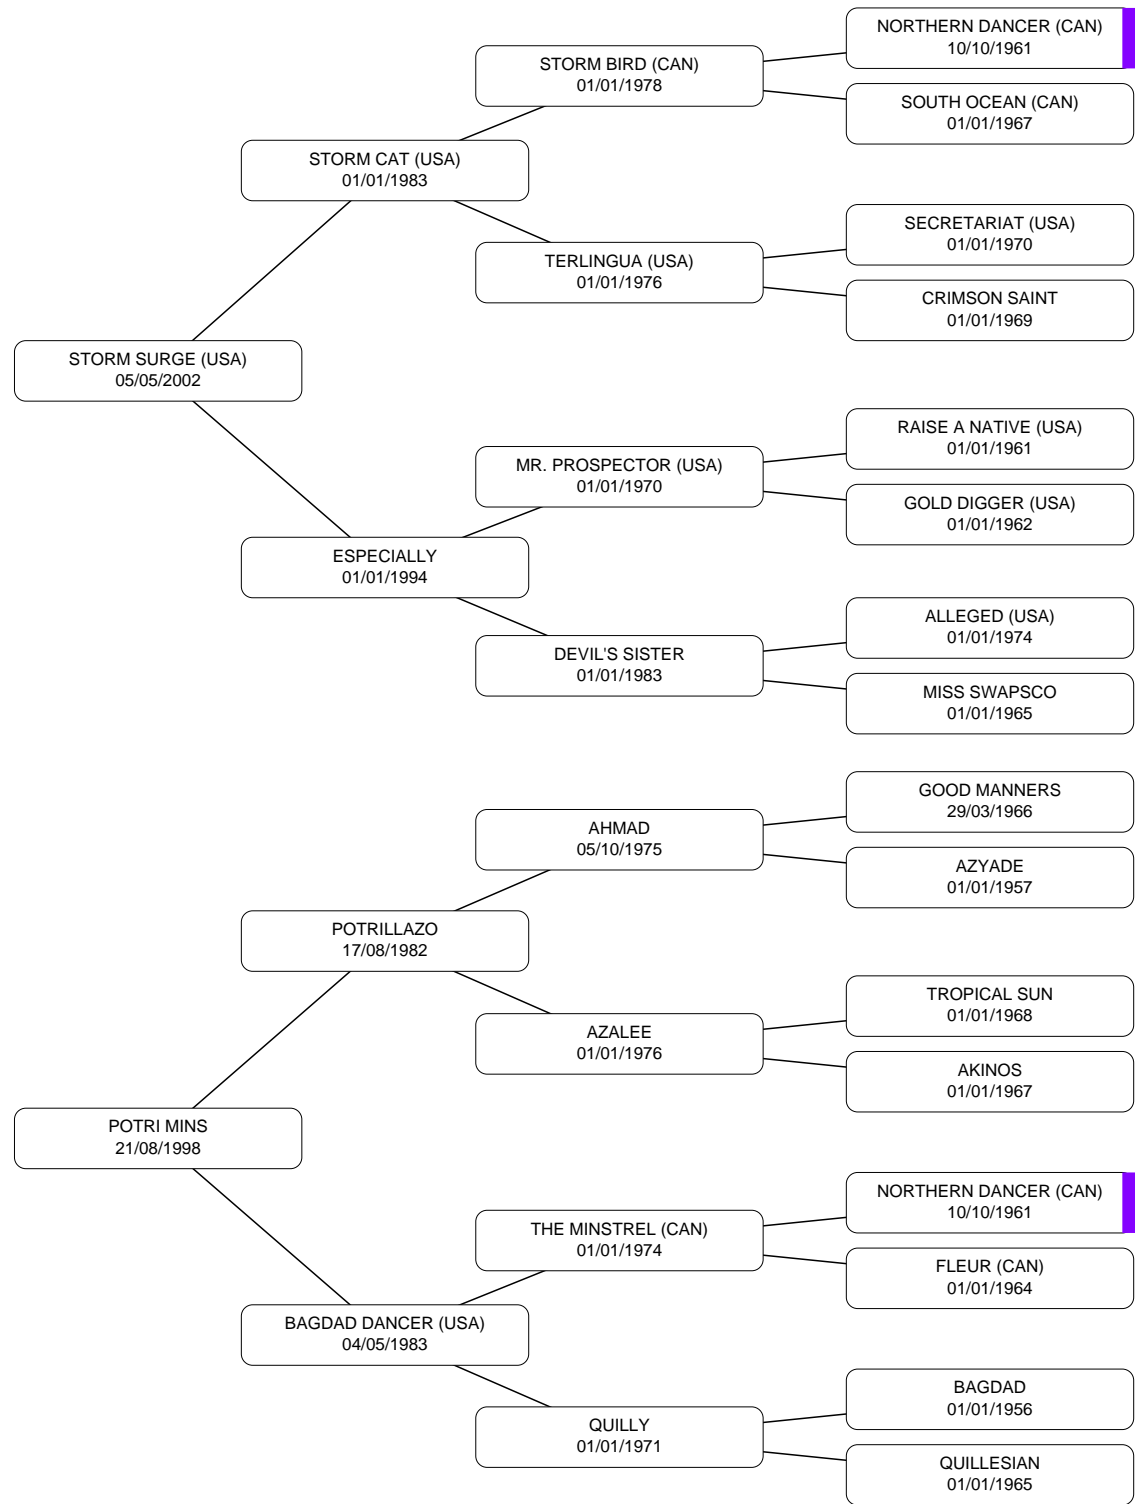 NORTHERN DANCER (CAN)
10/10/1961
STORM BIRD (CAN)
01/01/1978
SOUTH OCEAN (CAN)
01/01/1967
STORM CAT (USA)
01/01/1983
SECRETARIAT (USA)
01/01/1970
TERLINGUA (USA)
01/01/1976
CRIMSON SAINT
01/01/1969
STORM SURGE (USA)
05/05/2002
RAISE A NATIVE (USA)
01/01/1961
MR. PROSPECTOR (USA)
01/01/1970
GOLD DIGGER (USA)
01/01/1962
ESPECIALLY
01/01/1994
ALLEGED (USA)
01/01/1974
DEVIL'S SISTER
01/01/1983
MISS SWAPSCO
01/01/1965
GOOD MANNERS
29/03/1966
AHMAD
05/10/1975
AZYADE
01/01/1957
POTRILLAZO
17/08/1982
TROPICAL SUN
01/01/1968
AZALEE
01/01/1976
AKINOS
01/01/1967
POTRI MINS
21/08/1998
NORTHERN DANCER (CAN)
10/10/1961
THE MINSTREL (CAN)
01/01/1974
FLEUR (CAN)
01/01/1964
BAGDAD DANCER (USA)
04/05/1983
BAGDAD
01/01/1956
QUILLY
01/01/1971
QUILLESIAN
01/01/1965